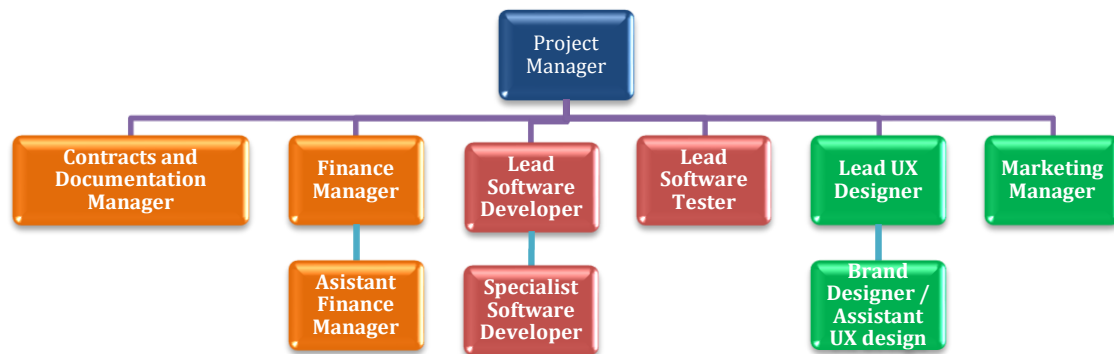 Project
Manager
Contracts and
Documentation
Manager
Finance
Manager
Lead
Software
Developer
Lead
Software
Tester
Lead UX
Designer
Marketing
Manager
Asistant
Finance
Manager
Specialist
Software
Developer
Brand
Designer /
Assistant
UX design